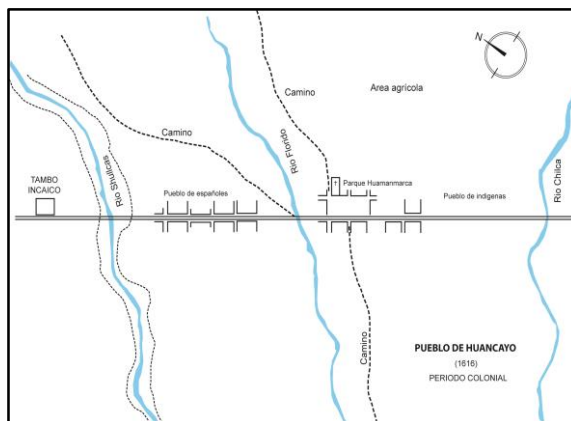 N
Camino
Area agrícola
Río Florido
Río Chilca
Río Shullcas
Camino
TAMBO
INCAICO
Pueblo de españoles
Parque Huamanmarca
Pueblo de indigenas
Camino
PUEBLO DE HUANCAYO
(1616)
PERIODO COLONIAL